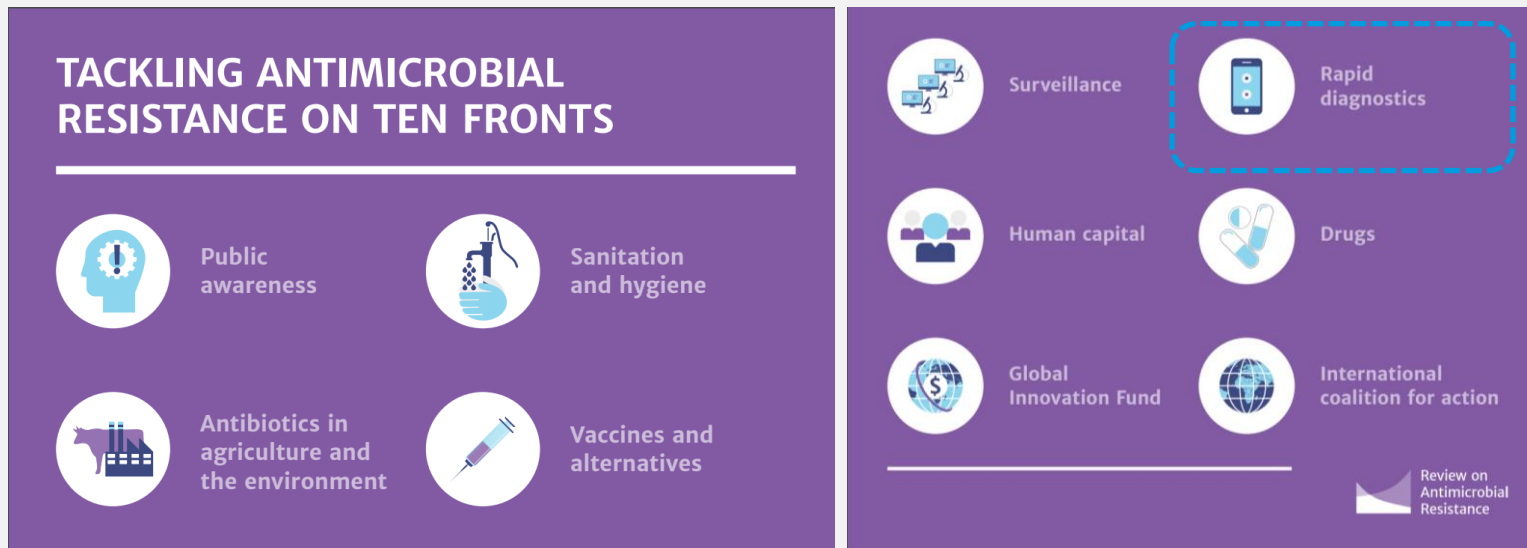 TACKLING ANTIMICROBIAL
RESISTANCE ON TEN FRONTS
Public
awareness
Sanitation
and hygiene
Antibiotics in
agriculture and
the environment
Vaccines and
alternatives
Surveillance
Rapid
diagnostics
Human capital
Drugs
$
Global
Innovation Fund
International
coalition for action
Review on
Antimicrobial
Resistance